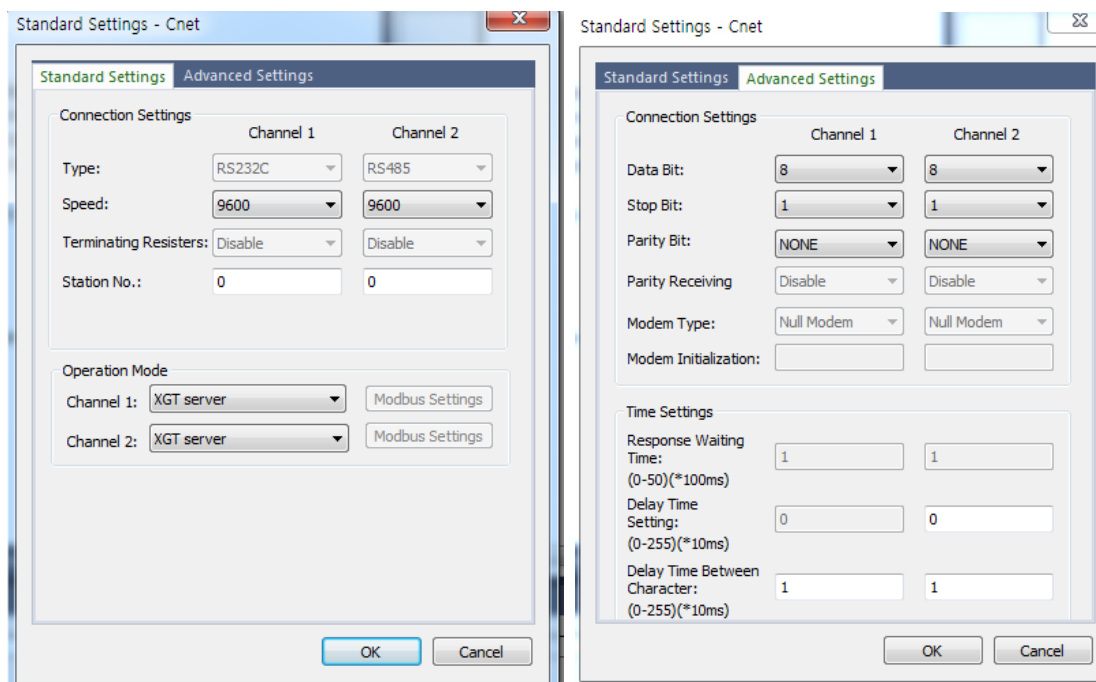 Standard Settings - Cnet
Standard Settings Advanced Settings
Connection Settings
Channel 1 Channel 2
Type: RS232C RS485
Speed: 9600 9600
Terminating Resisters: Disable Disable
Station No.: 0 0
Operation Mode
Channel 1: XGT server Modbus Settings
Channel 2: XGT server Modbus Settings
OK Cancel
Standard Settings - Cnet
Standard Settings Advanced Settings
Connection Settings
Channel 1 Channel 2
Data Bit: 8 8
Stop Bit: 1 1
Parity Bit: NONE NONE
Parity Receiving Disable Disable
Modem Type: Null Modem Null Modem
Modem Initialization:
Time Settings
Response Waiting
Time: 1 1
(0-50)(*100ms)
Delay Time
Setting: 0 0
(0-255)(*10ms)
Delay Time Between
Character: 1 1
(0-255)(*10ms)
OK Cancel